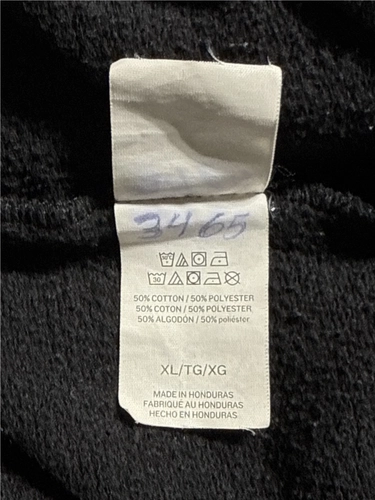 3465
30
50% COTTON / 50% POLYESTER
50% COTON / 50% POLYESTER
50% ALGODÓN / 50% poliéster
XL/TG/XG
MADE IN HONDURAS
FABRIQUÉ AU HONDURAS
HECHO EN HONDURAS